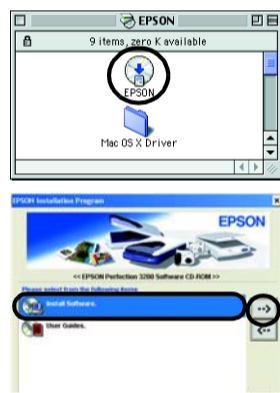 EPSON
9 items, zero K available
EPSON
Mac OS X Driver
EPSON Installation Program
EPSON
<< EPSON Perfection 3200 Software CD-ROM >>
Please select from the following items
Install Software.
User Guides.